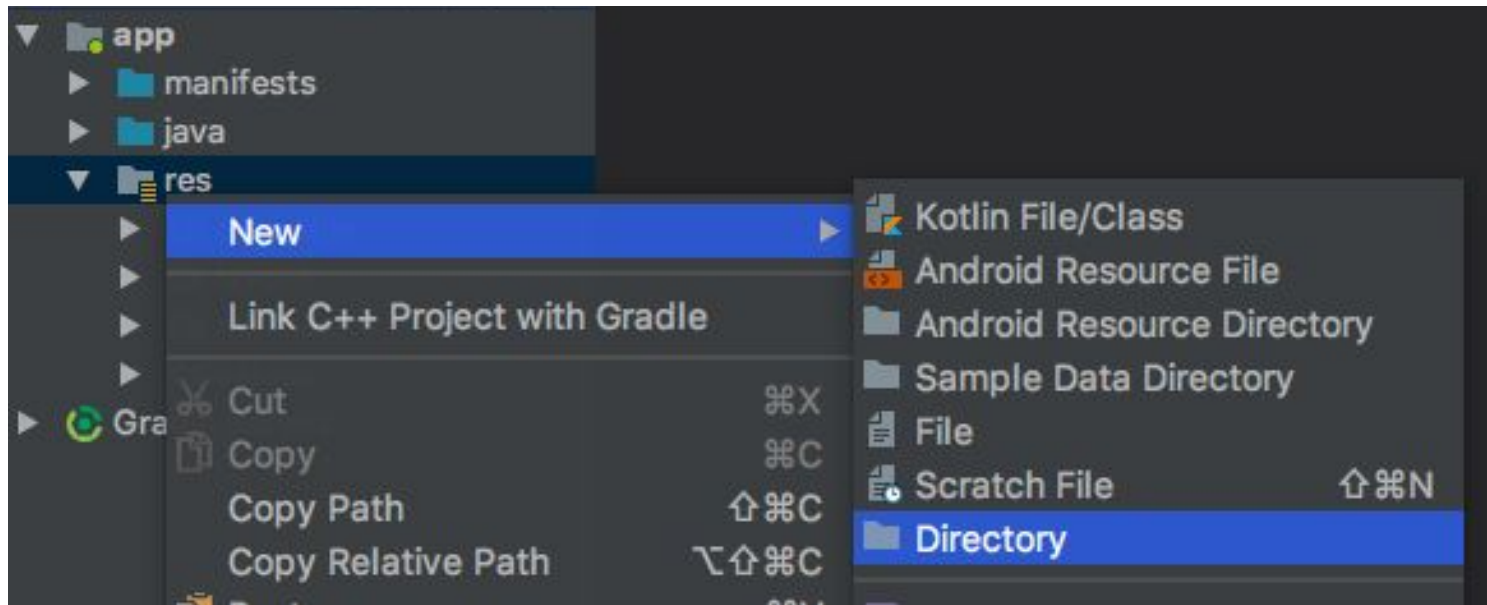 app
manifests
java
res
New
Link C++ Project with Gradle
Cut ⌘X
Copy ⌘C
Copy Path ⇧⌘C
Copy Relative Path ⌥⇧⌘C
Gra
Kotlin File/Class
Android Resource File
Android Resource Directory
Sample Data Directory
File
Scratch File ⇧⌘N
Directory